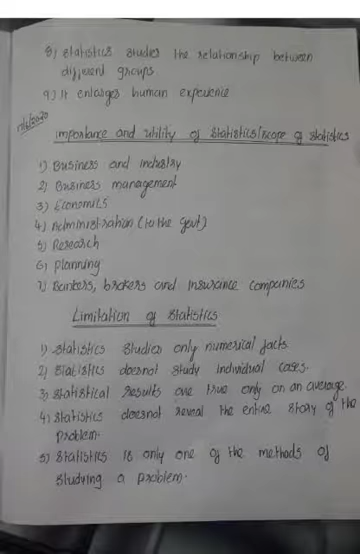 8) Statistics studies the relationship between
different groups
9) It enlarges human experience
17/6/2020
Importance and utility of Statistics/scope of statistics
1) Business and industry
2) Business management
3) Economics
4) Administration (to the govt)
5) Research
6) Planning
7) Bankers, brokers and Insurance companies
Limitation of Statistics
1) Statistics Studies only numerical facts.
2) Statistics doesnot study individual cases.
3) Statistical Results are true only on an average.
4) Statistics doesnot reveal the entire story of the
Problem.
5) Statistics is only one of the methods of
studying a problem.